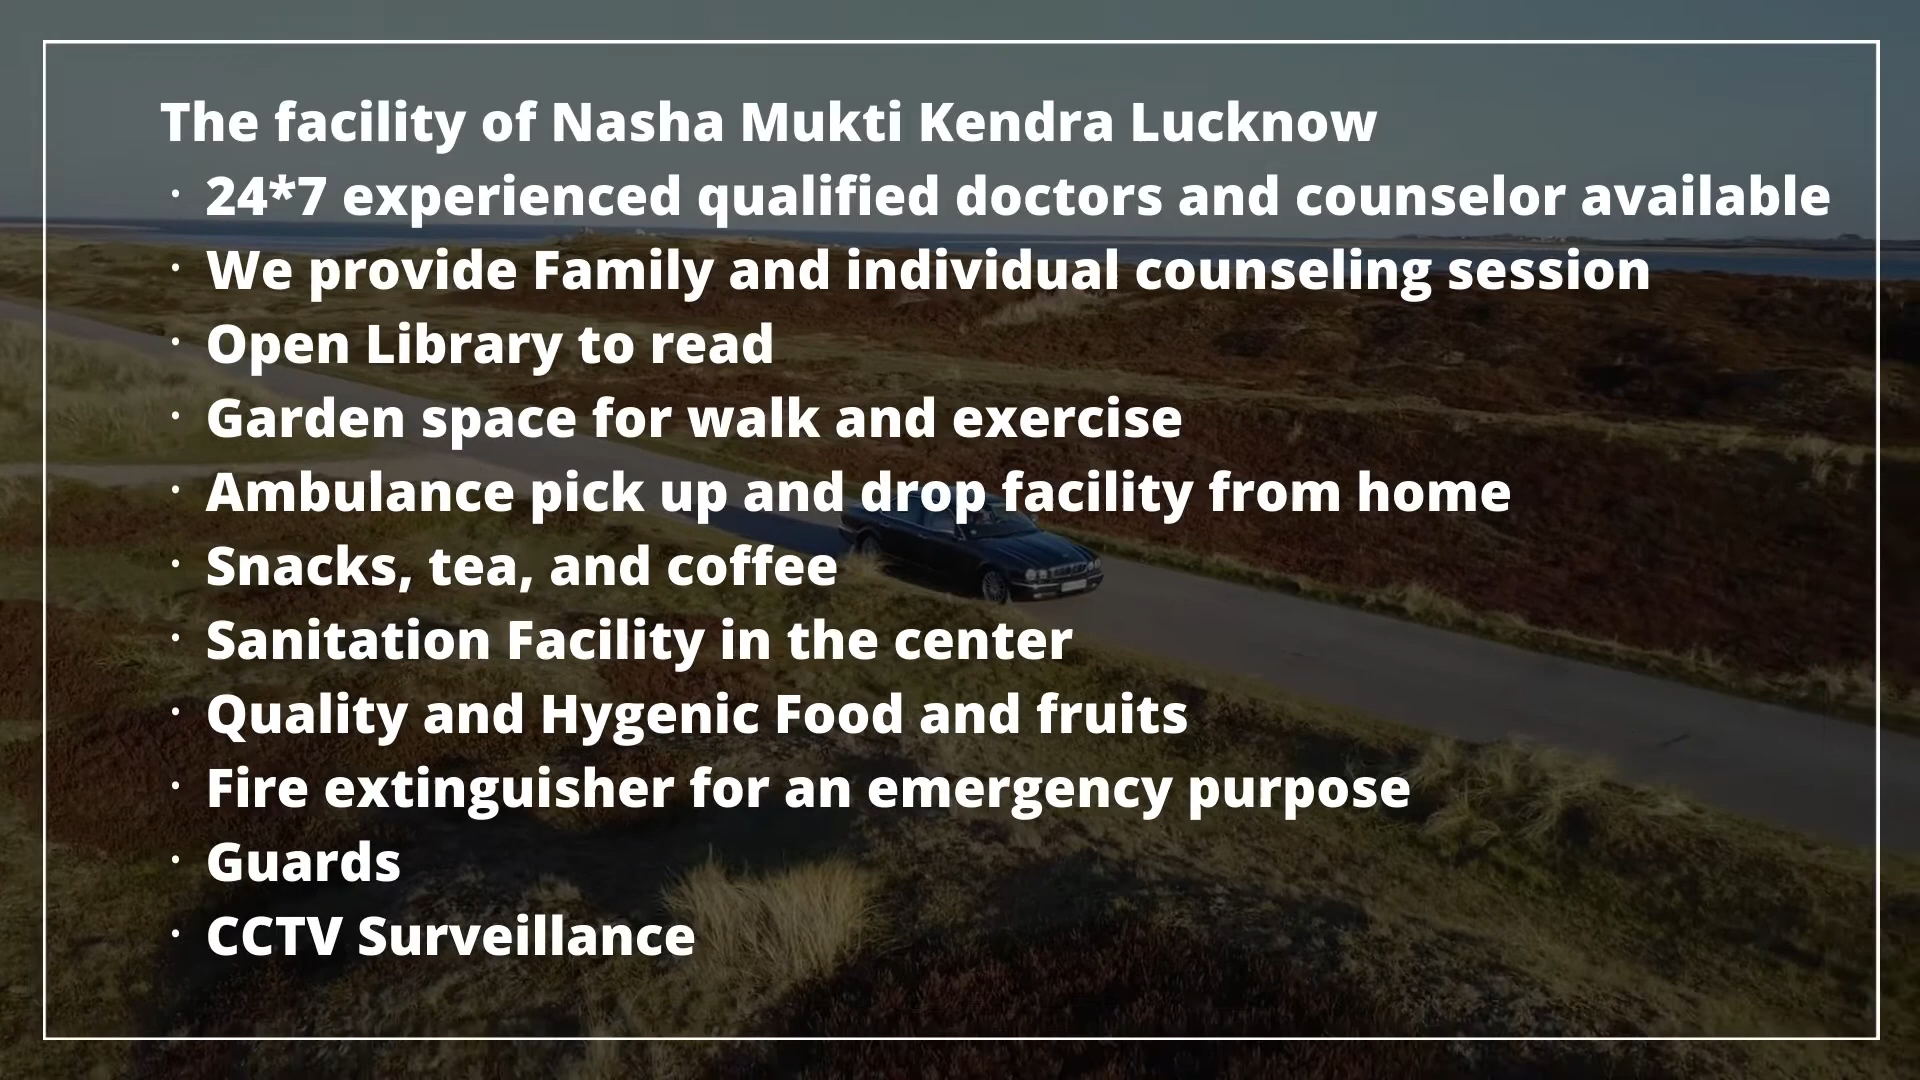 The facility of Nasha Mukti Kendra Lucknow
· 24*7 experienced qualified doctors and counselor available
· We provide Family and individual counseling session
· Open Library to read
· Garden space for walk and exercise
· Ambulance pick up and drop facility from home
· Snacks, tea, and coffee
· Sanitation Facility in the center
· Quality and Hygenic Food and fruits
· Fire extinguisher for an emergency purpose
· Guards
· CCTV Surveillance